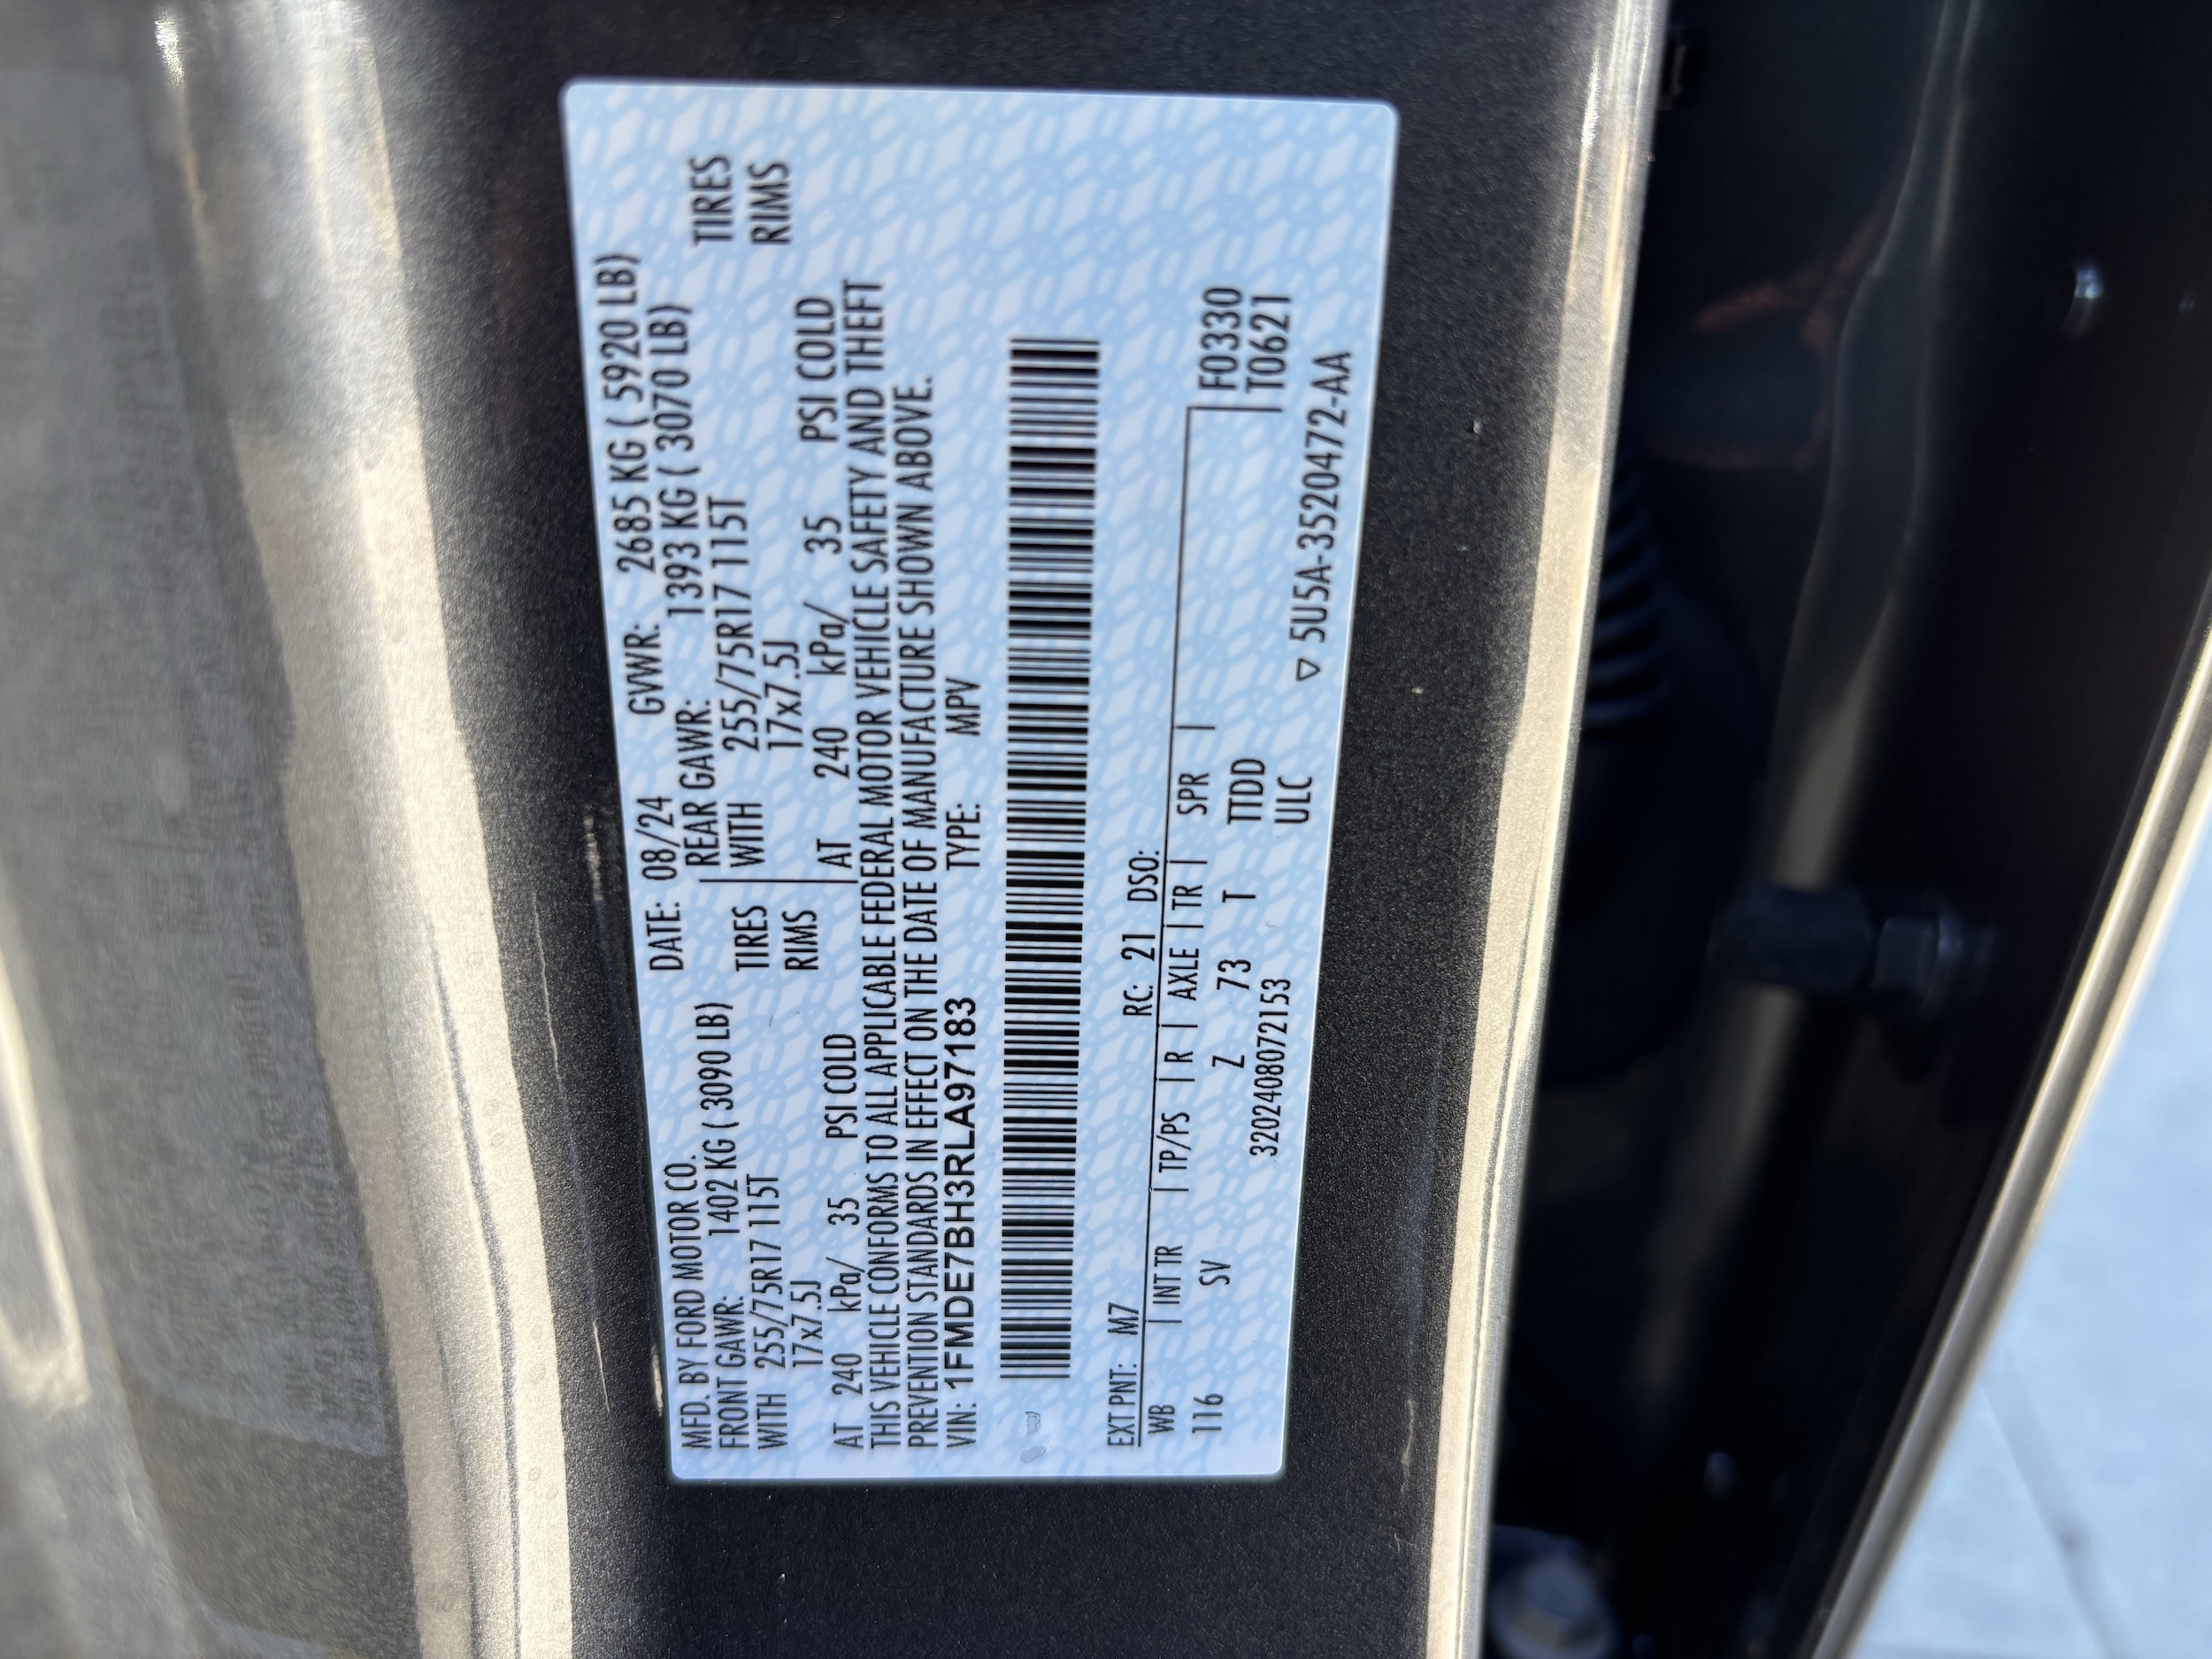 MFD. BY FORD MOTOR CO. DATE: 08/24 GVWR: 2685 KG ( 5920 LB)
FRONT GAWR: 1402 KG ( 3090 LB) REAR GAWR: 1393 KG ( 3070 LB)
WITH 255/75R17 115T TIRES WITH 255/75R17 115T TIRES
17x7.5J RIMS 17x7.5J RIMS
AT 240 kPa/ 35 PSI COLD AT 240 kPa/ 35 PSI COLD
THIS VEHICLE CONFORMS TO ALL APPLICABLE FEDERAL MOTOR VEHICLE SAFETY AND THEFT
PREVENTION STANDARDS IN EFFECT ON THE DATE OF MANUFACTURE SHOWN ABOVE.
VIN: 1FMDE7BH3RLA97183 TYPE: MPV
EXT PNT: M7 RC: 21 DSO:
WB | INT TR | TP/PS | R | AXLE | TR | SPR | F0330
116 SV Z 73 T TTDD T0621
3202408072153 ULC ▽ 5U5A-3520472-AA